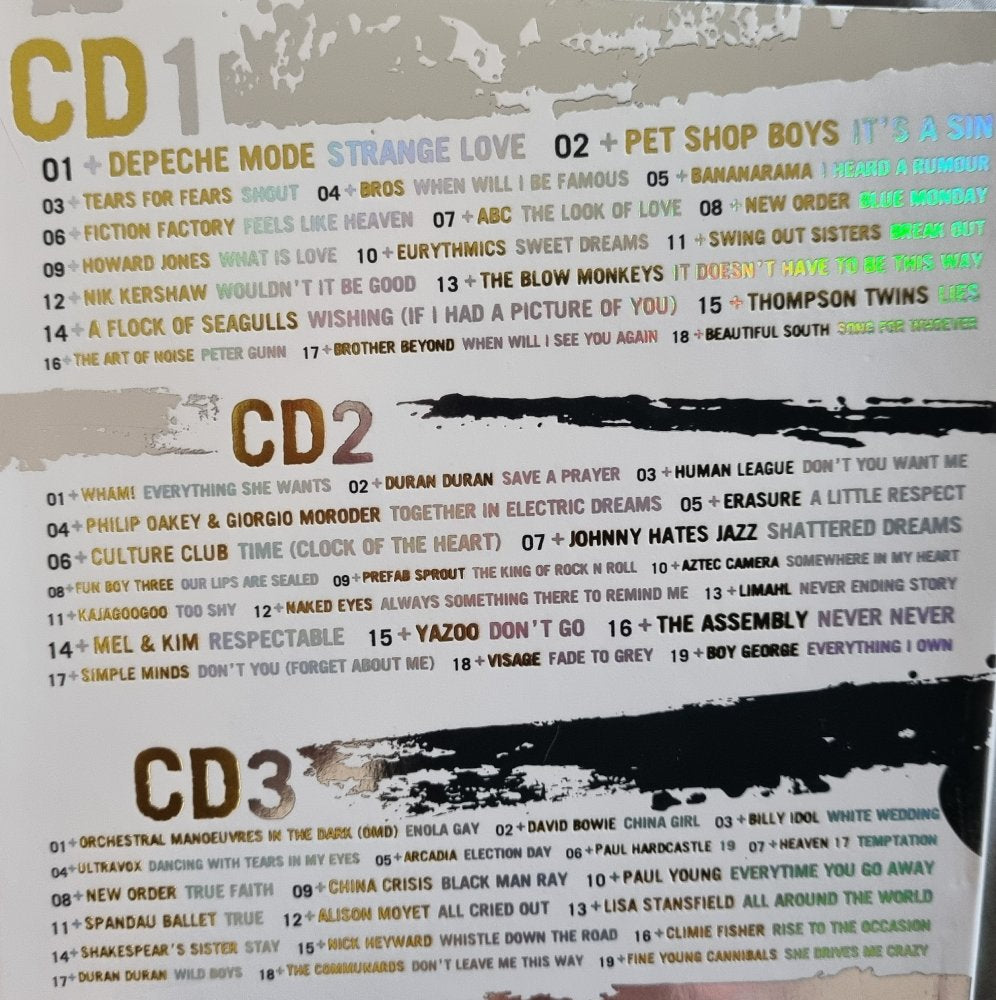 CD1
01+DEPECHE MODE STRANGE LOVE 02+PET SHOP BOYS IT'S A SIN
03+TEARS FOR FEARS SHOUT 04+BROS WHEN WILL I BE FAMOUS 05+BANANARAMA I HEARD A RUMOUR
06+FICTION FACTORY FEELS LIKE HEAVEN 07+ABC THE LOOK OF LOVE 08+NEW ORDER BLUE MONDAY
09+HOWARD JONES WHAT IS LOVE 10+EURYTHMICS SWEET DREAMS 11+SWING OUT SISTERS BREAK OUT
12+NIK KERSHAW WOULDN'T IT BE GOOD 13+THE BLOW MONKEYS IT DOESN'T HAVE TO BE THIS WAY
14+A FLOCK OF SEAGULLS WISHING (IF I HAD A PICTURE OF YOU) 15+THOMPSON TWINS LIES
16+THE ART OF NOISE PETER GUNN 17+BROTHER BEYOND WHEN WILL I SEE YOU AGAIN 18+BEAUTIFUL SOUTH SONG FOR WHOEVER
CD2
01+WHAM! EVERYTHING SHE WANTS 02+DURAN DURAN SAVE A PRAYER 03+HUMAN LEAGUE DON'T YOU WANT ME
04+PHILIP OAKEY & GIORGIO MORODER TOGETHER IN ELECTRIC DREAMS 05+ERASURE A LITTLE RESPECT
06+CULTURE CLUB TIME (CLOCK OF THE HEART) 07+JOHNNY HATES JAZZ SHATTERED DREAMS
08+FUN BOY THREE OUR LIPS ARE SEALED 09+PREFAB SPROUT THE KING OF ROCK N ROLL 10+AZTEC CAMERA SOMEWHERE IN MY HEART
11+KAJAGOOGOO TOO SHY 12+NAKED EYES ALWAYS SOMETHING THERE TO REMIND ME 13+LIMAHL NEVER ENDING STORY
14+MEL & KIM RESPECTABLE 15+YAZOO DON'T GO 16+THE ASSEMBLY NEVER NEVER
17+SIMPLE MINDS DON'T YOU (FORGET ABOUT ME) 18+VISAGE FADE TO GREY 19+BOY GEORGE EVERYTHING I OWN
CD3
01+ORCHESTRAL MANOEUVRES IN THE DARK (OMD) ENOLA GAY 02+DAVID BOWIE CHINA GIRL 03+BILLY IDOL WHITE WEDDING
04+ULTRAVOX DANCING WITH TEARS IN MY EYES 05+ARCADIA ELECTION DAY 06+PAUL HARDCASTLE 19 07+HEAVEN 17 TEMPTATION
08+NEW ORDER TRUE FAITH 09+CHINA CRISIS BLACK MAN RAY 10+PAUL YOUNG EVERYTIME YOU GO AWAY
11+SPANDAU BALLET TRUE 12+ALISON MOYET ALL CRIED OUT 13+LISA STANSFIELD ALL AROUND THE WORLD
14+SHAKESPEAR'S SISTER STAY 15+NICK HEYWARD WHISTLE DOWN THE ROAD 16+CLIMIE FISHER RISE TO THE OCCASION
17+DURAN DURAN WILD BOYS 18+THE COMMUNARDS DON'T LEAVE ME THIS WAY 19+FINE YOUNG CANNIBALS SHE DRIVES ME CRAZY